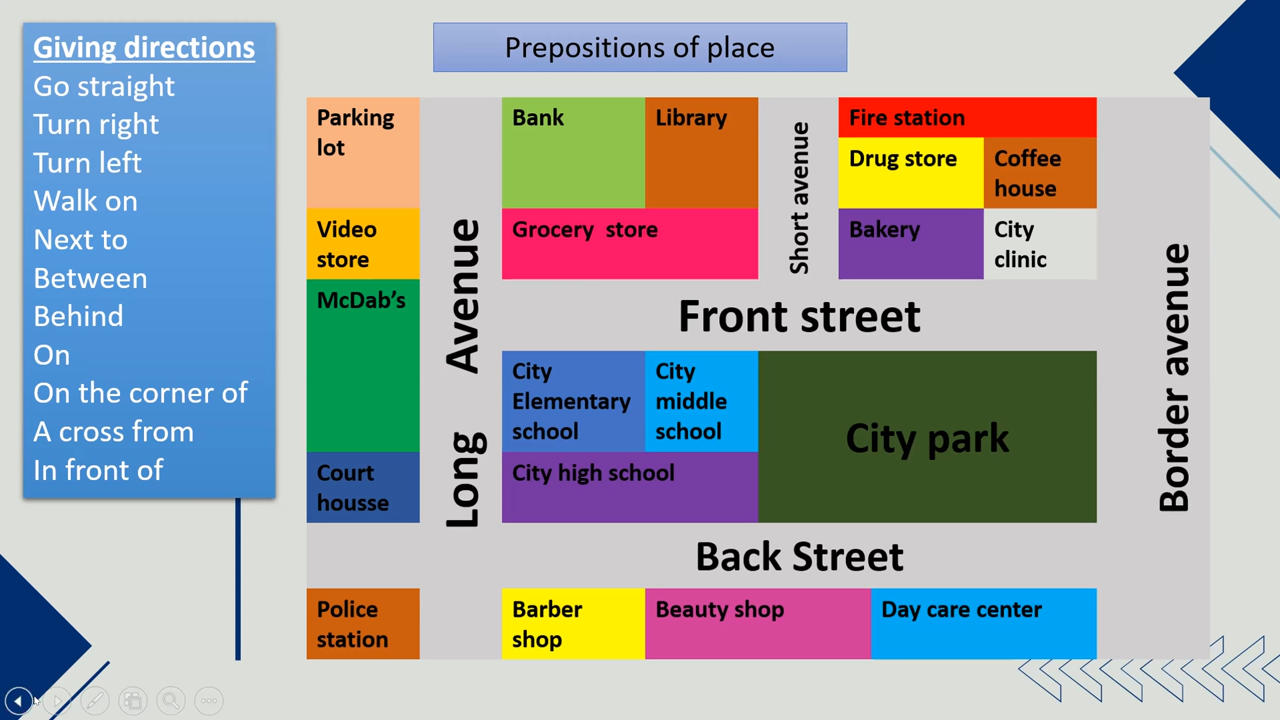 Giving directions
Go straight
Turn right
Turn left
Walk on
Next to
Between
Behind
On
On the corner of
A cross from
In front of
Prepositions of place
Parking
lot
Bank
Library
Short avenue
Fire station
Drug store
Coffee
house
Video
store
Grocery  store
Bakery
City
clinic
McDab's
Long Avenue
Front street
Border avenue
City
Elementary
school
City
middle
school
City park
Court
housse
City high school
Back Street
Police
station
Barber
shop
Beauty shop
Day care center